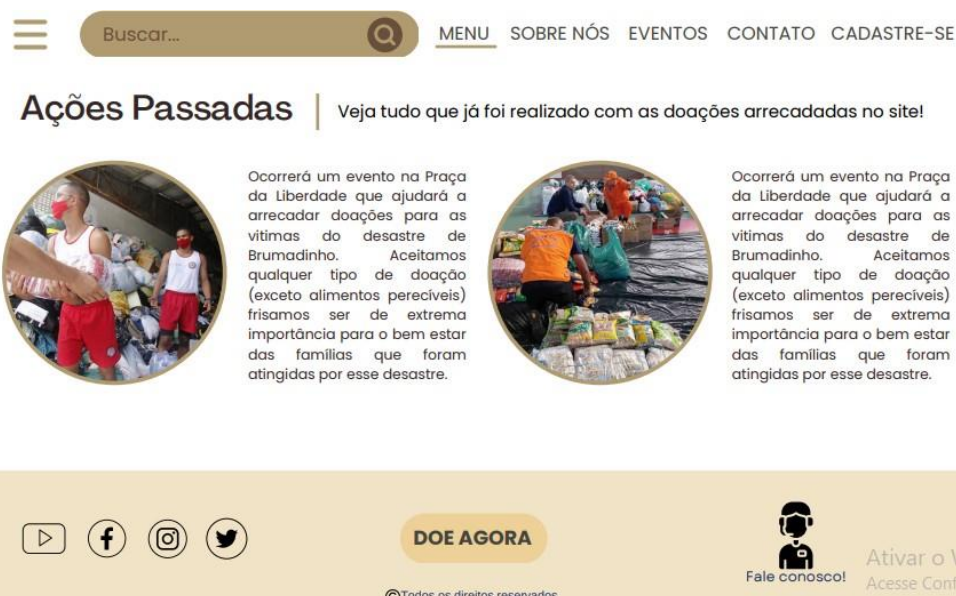 Buscar...
MENU SOBRE NÓS EVENTOS CONTATO CADASTRE-SE
Ações Passadas
Veja tudo que já foi realizado com as doações arrecadadas no site!
Ocorrerá um evento na Praça
da Liberdade que ajudará a
arrecadar doações para as
vitimas do desastre de
Brumadinho. Aceitamos
qualquer tipo de doação
(exceto alimentos perecíveis)
frisamos ser de extrema
importância para o bem estar
das famílias que foram
atingidas por esse desastre.
Ocorrerá um evento na Praça
da Liberdade que ajudará a
arrecadar doações para as
vitimas do desastre de
Brumadinho. Aceitamos
qualquer tipo de doação
(exceto alimentos perecíveis)
frisamos ser de extrema
importância para o bem estar
das famílias que foram
atingidas por esse desastre.
DOE AGORA
©Todos os direitos reservados
Fale conosco!
Ativar o
Acesse